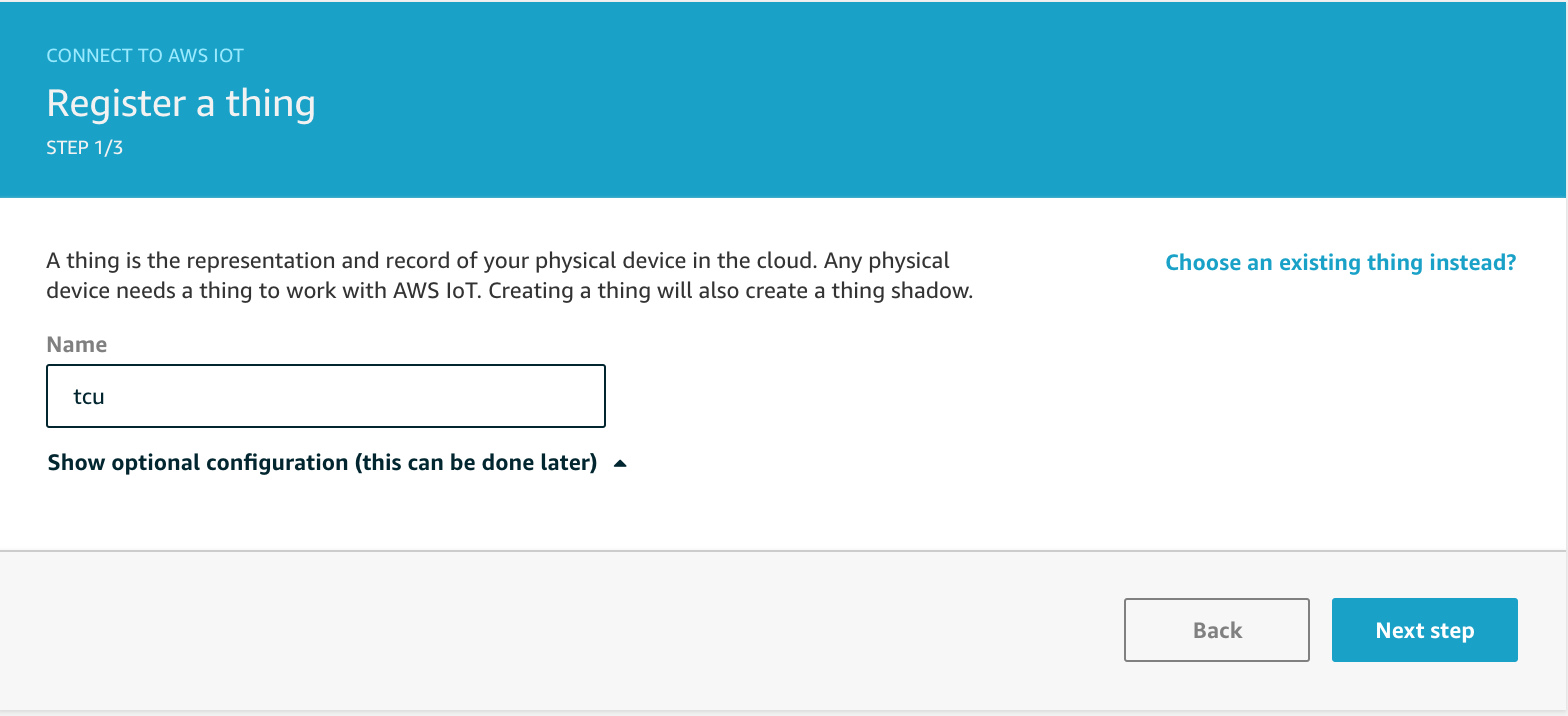 CONNECT TO AWS IOT
Register a thing
STEP 1/3
A thing is the representation and record of your physical device in the cloud. Any physical
device needs a thing to work with AWS IoT. Creating a thing will also create a thing shadow.
Choose an existing thing instead?
Name
tcu
Show optional configuration (this can be done later)
Back
Next step